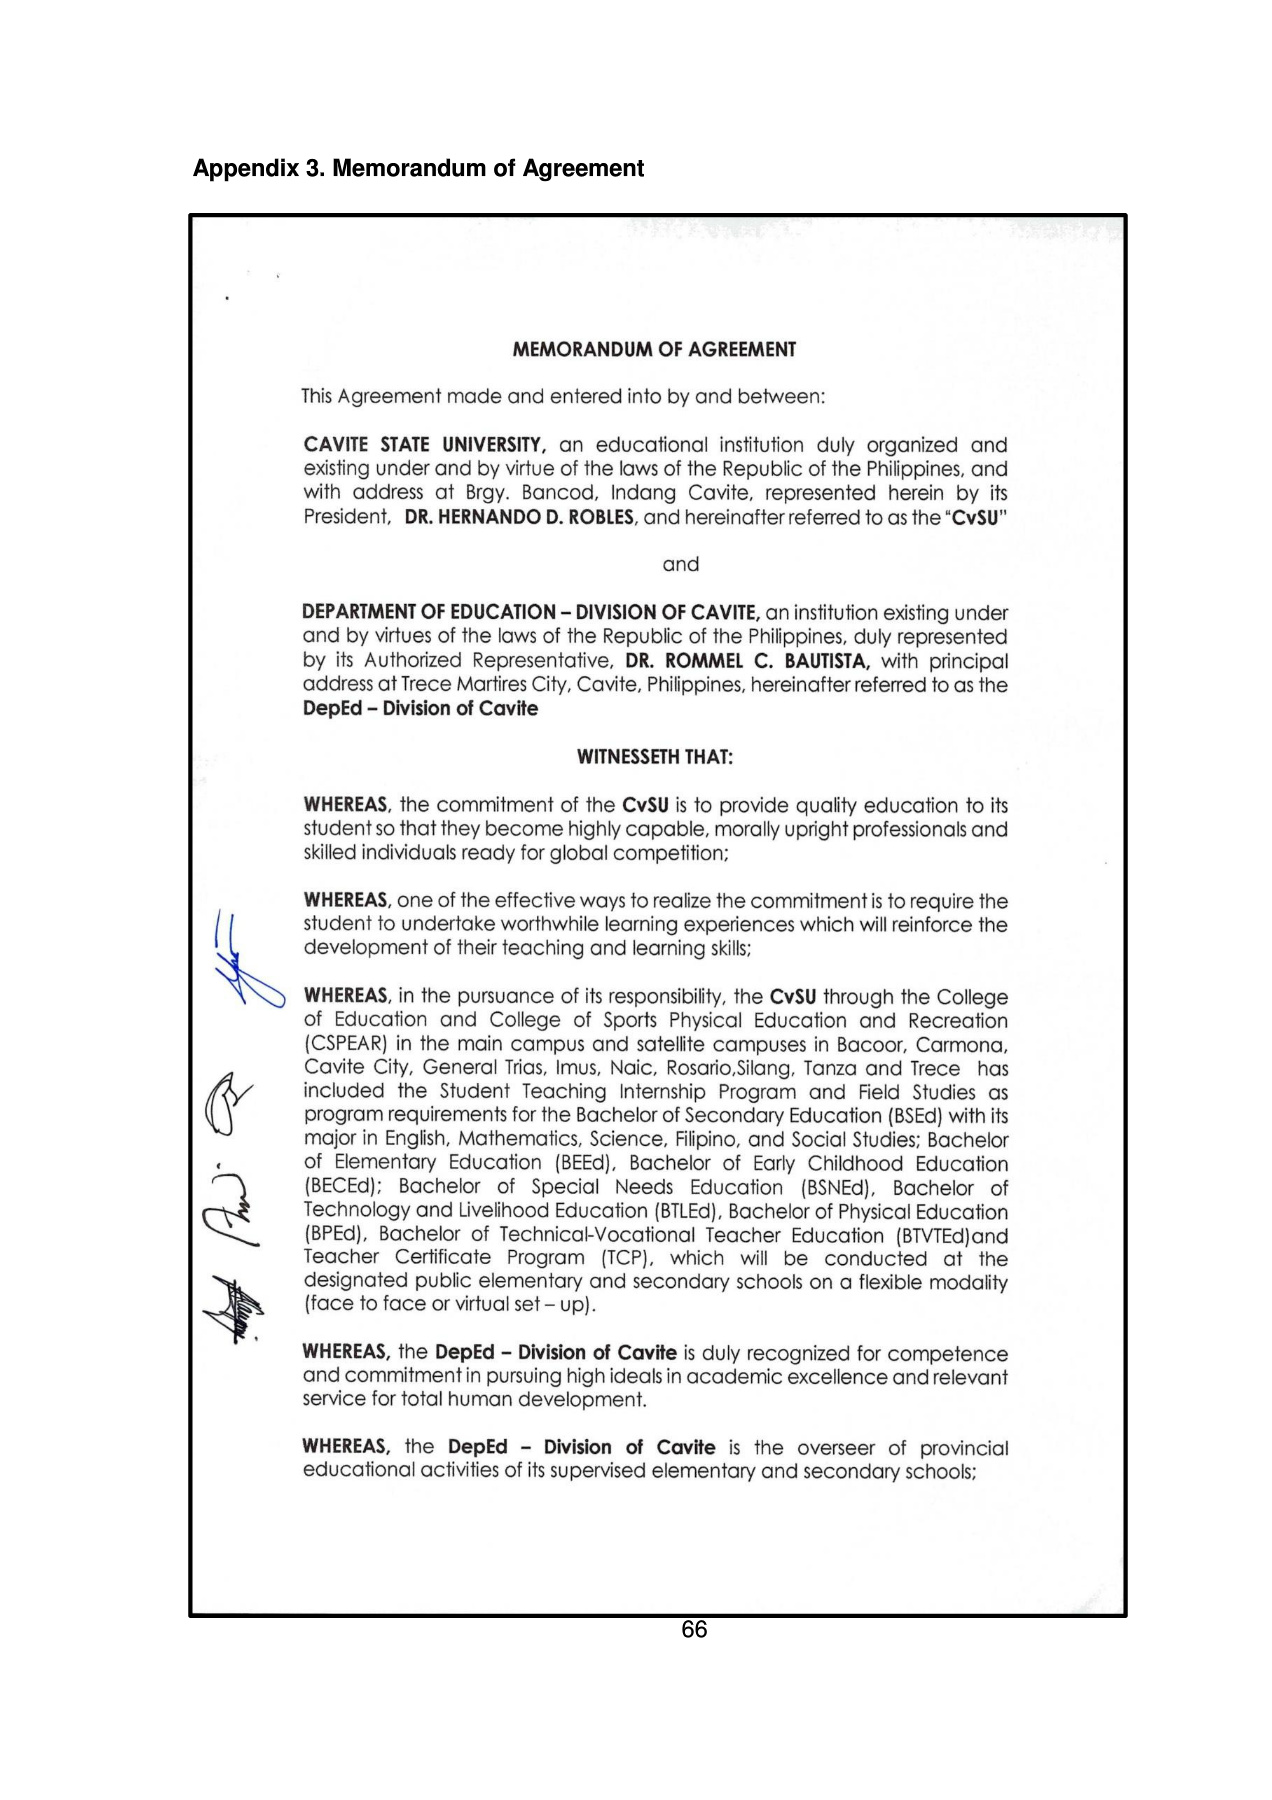 Appendix 3. Memorandum of Agreement
MEMORANDUM OF AGREEMENT
This Agreement made and entered into by and between:
CAVITE STATE UNIVERSITY, an educational institution duly organized and
existing under and by virtue of the laws of the Republic of the Philippines, and
with address at Brgy. Bancod, Indang Cavite, represented herein by its
President, DR. HERNANDO D. ROBLES, and hereinafter referred to as the "CvSU"
and
DEPARTMENT OF EDUCATION – DIVISION OF CAVITE, an institution existing under
and by virtues of the laws of the Republic of the Philippines, duly represented
by its Authorized Representative, DR. ROMMEL C. BAUTISTA, with principal
address at Trece Martires City, Cavite, Philippines, hereinafter referred to as the
DepEd – Division of Cavite
WITNESSETH THAT:
WHEREAS, the commitment of the CvSU is to provide quality education to its
student so that they become highly capable, morally upright professionals and
skilled individuals ready for global competition;
WHEREAS, one of the effective ways to realize the commitment is to require the
student to undertake worthwhile learning experiences which will reinforce the
development of their teaching and learning skills;
WHEREAS, in the pursuance of its responsibility, the CvSU through the College
of Education and College of Sports Physical Education and Recreation
(CSPEAR) in the main campus and satellite campuses in Bacoor, Carmona,
Cavite City, General Trias, Imus, Naic, Rosario,Silang, Tanza and Trece has
included the Student Teaching Internship Program and Field Studies as
program requirements for the Bachelor of Secondary Education (BSEd) with its
major in English, Mathematics, Science, Filipino, and Social Studies; Bachelor
of Elementary Education (BEEd), Bachelor of Early Childhood Education
(BECEd); Bachelor of Special Needs Education (BSNEd), Bachelor of
Technology and Livelihood Education (BTLEd), Bachelor of Physical Education
(BPEd), Bachelor of Technical-Vocational Teacher Education (BTVTEd)and
Teacher Certificate Program (TCP), which will be conducted at the
designated public elementary and secondary schools on a flexible modality
(face to face or virtual set – up).
WHEREAS, the DepEd – Division of Cavite is duly recognized for competence
and commitment in pursuing high ideals in academic excellence and relevant
service for total human development.
WHEREAS, the DepEd – Division of Cavite is the overseer of provincial
educational activities of its supervised elementary and secondary schools;
66